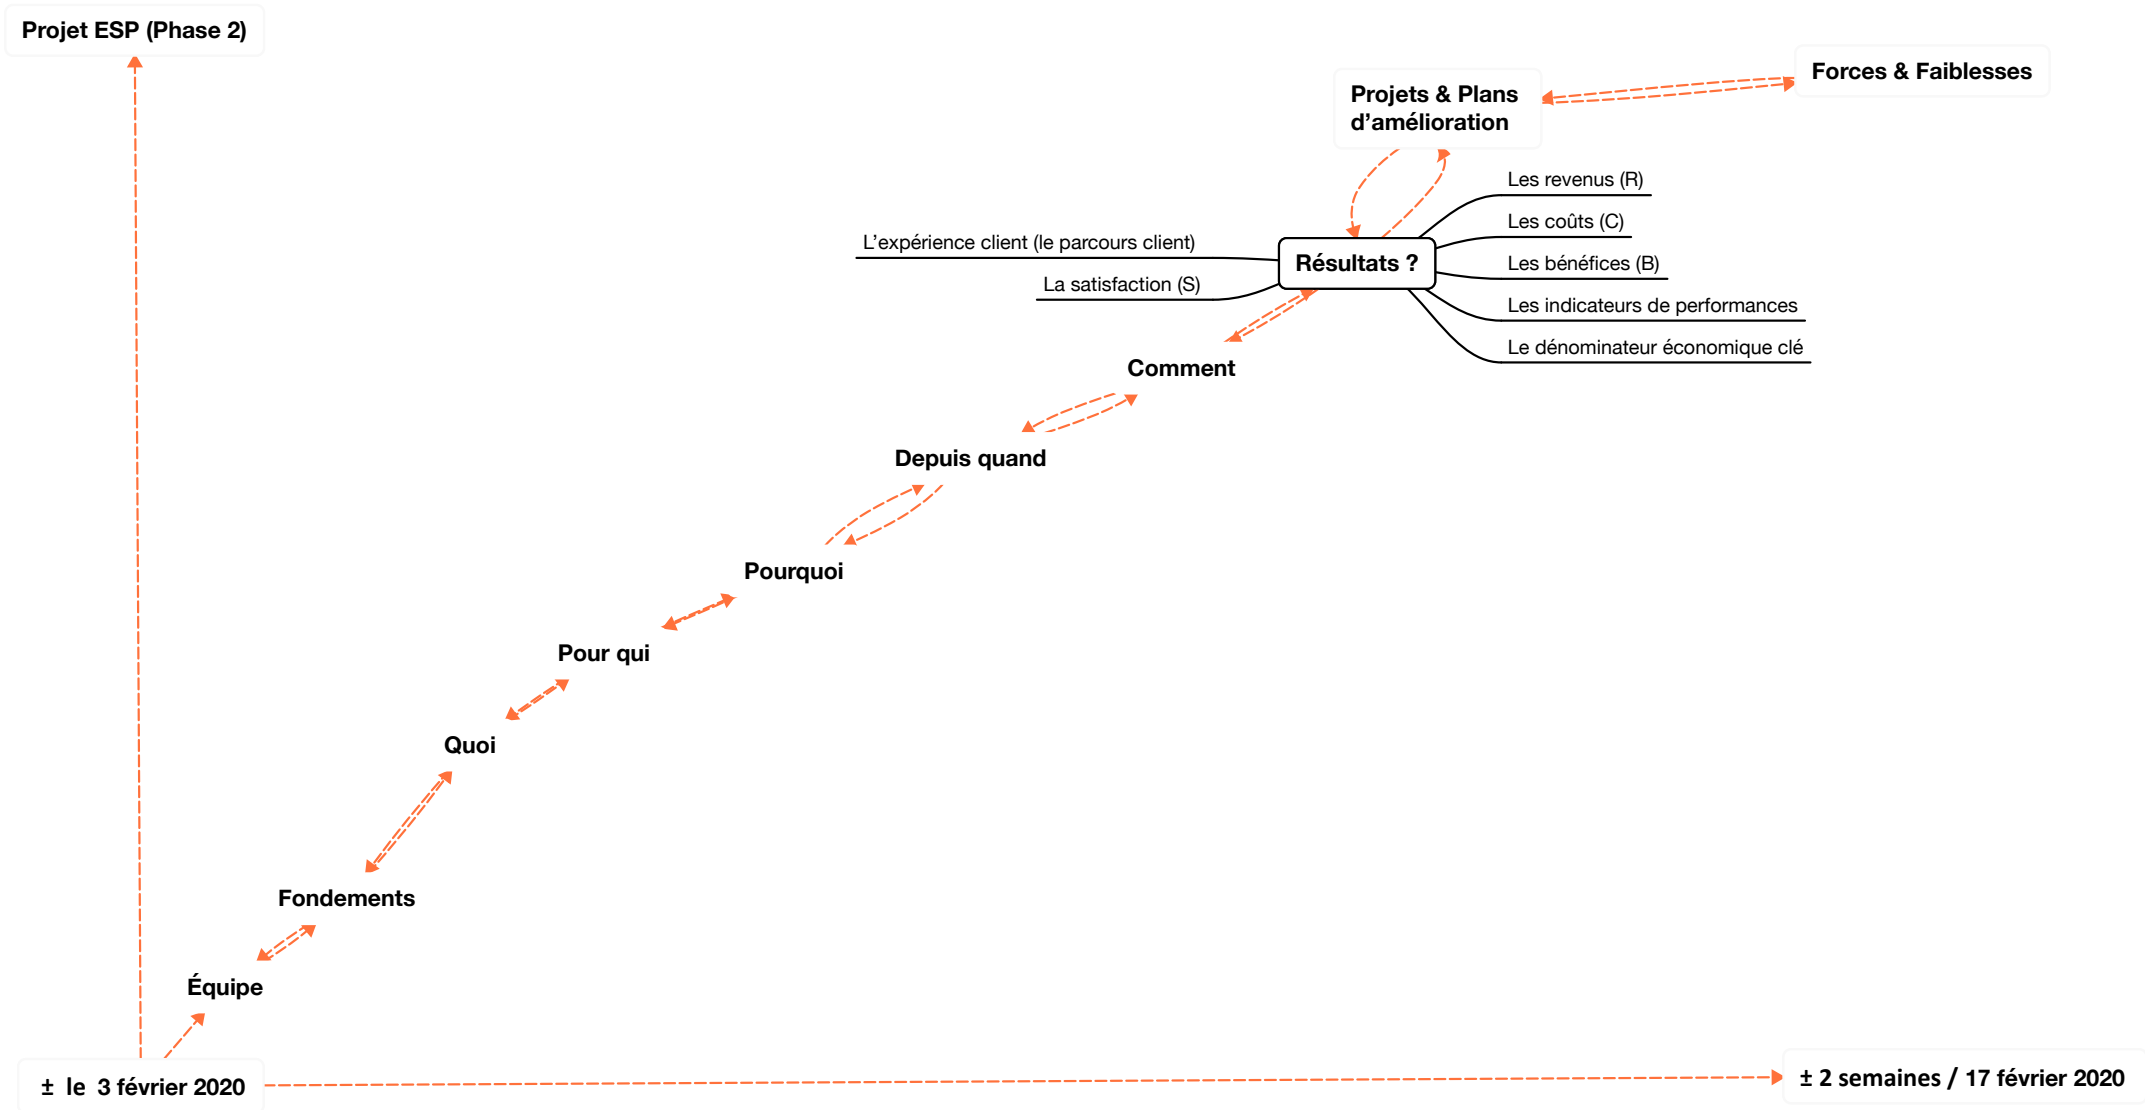 Projet ESP (Phase 2)
Forces & Faiblesses
Projets & Plans
d’amélioration
Les revenus (R)
Les coûts (C)
L’expérience client (le parcours client)
Résultats ?
Les bénéfices (B)
La satisfaction (S)
Les indicateurs de performances
Le dénominateur économique clé
Comment
Depuis quand
Pourquoi
Pour qui
Quoi
Fondements
Équipe
± le 3 février 2020
± 2 semaines / 17 février 2020